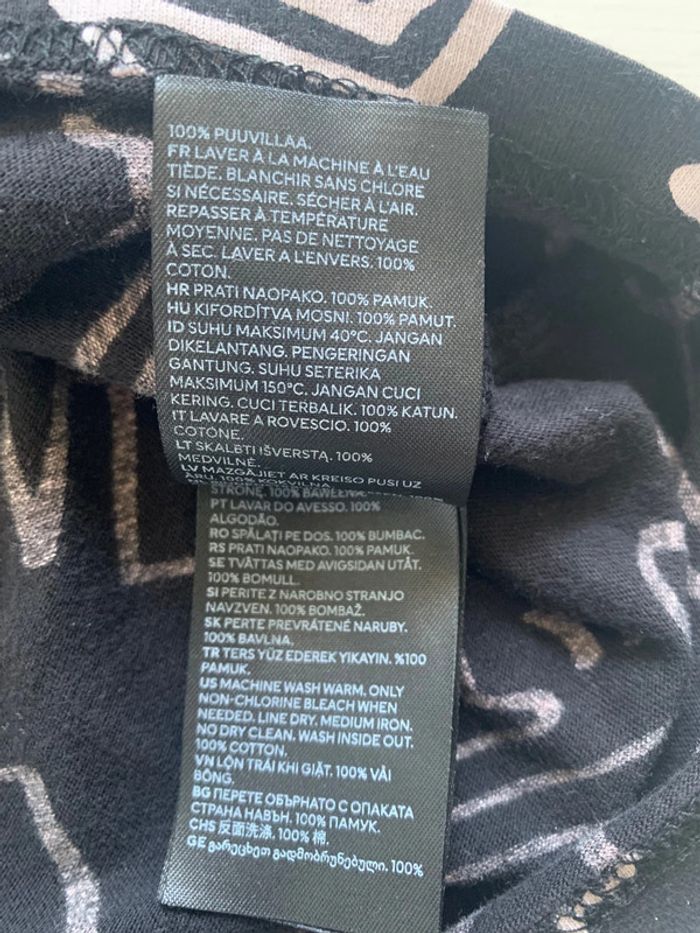 100% PUUVILLAA.
FR LAVER À LA MACHINE À L'EAU
TIÈDE. BLANCHIR SANS CHLORE
SI NÉCESSAIRE. SÉCHER À L'AIR.
REPASSER À TEMPÉRATURE
MOYENNE. PAS DE NETTOYAGE
À SEC. LAVER A L'ENVERS. 100%
COTON.
HR PRATI NAOPAKO. 100% PAMUK.
HU KIFORDÍTVA MOSNI. 100% PAMUT.
ID SUHU MAKSIMUM 40°C. JANGAN
DIKELANTANG. PENGERINGAN
GANTUNG. SUHU SETERIKA
MAKSIMUM 150°C. JANGAN CUCI
KERING. CUCI TERBALIK. 100% KATUN.
IT LAVARE A ROVESCIO. 100%
COTONE.
LT SKALBTI IŠVERSTĄ. 100%
MEDVILNĖ.
LV MAZGĀJIET AR KREISO PUSI UZ
ĀRU. 100% KOKVILNA
STRONĘ. 100% BAWEŁNA
PT LAVAR DO AVESSO. 100%
ALGODÃO.
RO SPĂLAȚI PE DOS. 100% BUMBAC.
RS PRATI NAOPAKO. 100% PAMUK.
SE TVÄTTAS MED AVIGSIDAN UTÅT.
100% BOMULL.
SI PERITE Z NAROBNO STRANJO
NAVZVEN. 100% BOMBAŽ.
SK PERTE PREVRÁTENÉ NARUBY.
100% BAVLNA.
TR TERS YÜZ EDEREK YIKAYIN. %100
PAMUK.
US MACHINE WASH WARM. ONLY
NON-CHLORINE BLEACH WHEN
NEEDED. LINE DRY. MEDIUM IRON.
NO DRY CLEAN. WASH INSIDE OUT.
100% COTTON.
VN LỘN TRÁI KHI GIẶT. 100% VẢI
BÔNG.
BG ПЕРЕТЕ ОБЪРНАТО С ОПАКАТА
СТРАНА НАВЪН. 100% ПАМУК.
CHS 反面洗涤. 100% 棉.
GE გარეცხეთ გადმობრუნებული. 100%